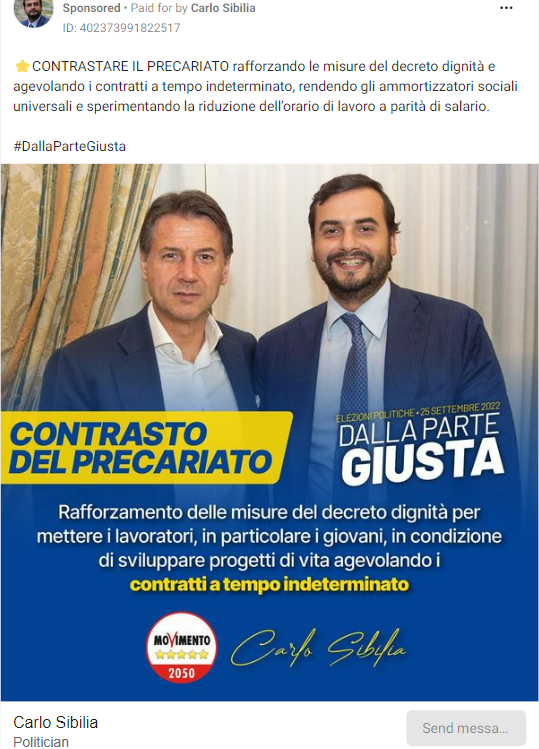 Sponsored • Paid for by Carlo Sibilia
ID: 402373991822517
⭐CONTRASTARE IL PRECARIATO rafforzando le misure del decreto dignità e
agevolando i contratti a tempo indeterminato, rendendo gli ammortizzatori sociali
universali e sperimentando la riduzione dell'orario di lavoro a parità di salario.
#DallaParteGiusta
ELEZIONI POLITICHE • 25 SETTEMBRE 2022
DALLA PARTE
GIUSTA
CONTRASTO
DEL PRECARIATO
Rafforzamento delle misure del decreto dignità per
mettere i lavoratori, in particolare i giovani, in condizione
di sviluppare progetti di vita agevolando i
contratti a tempo indeterminato
MOVIMENTO
2050
Carlo Sibilia
Carlo Sibilia
Politician
Send messa...